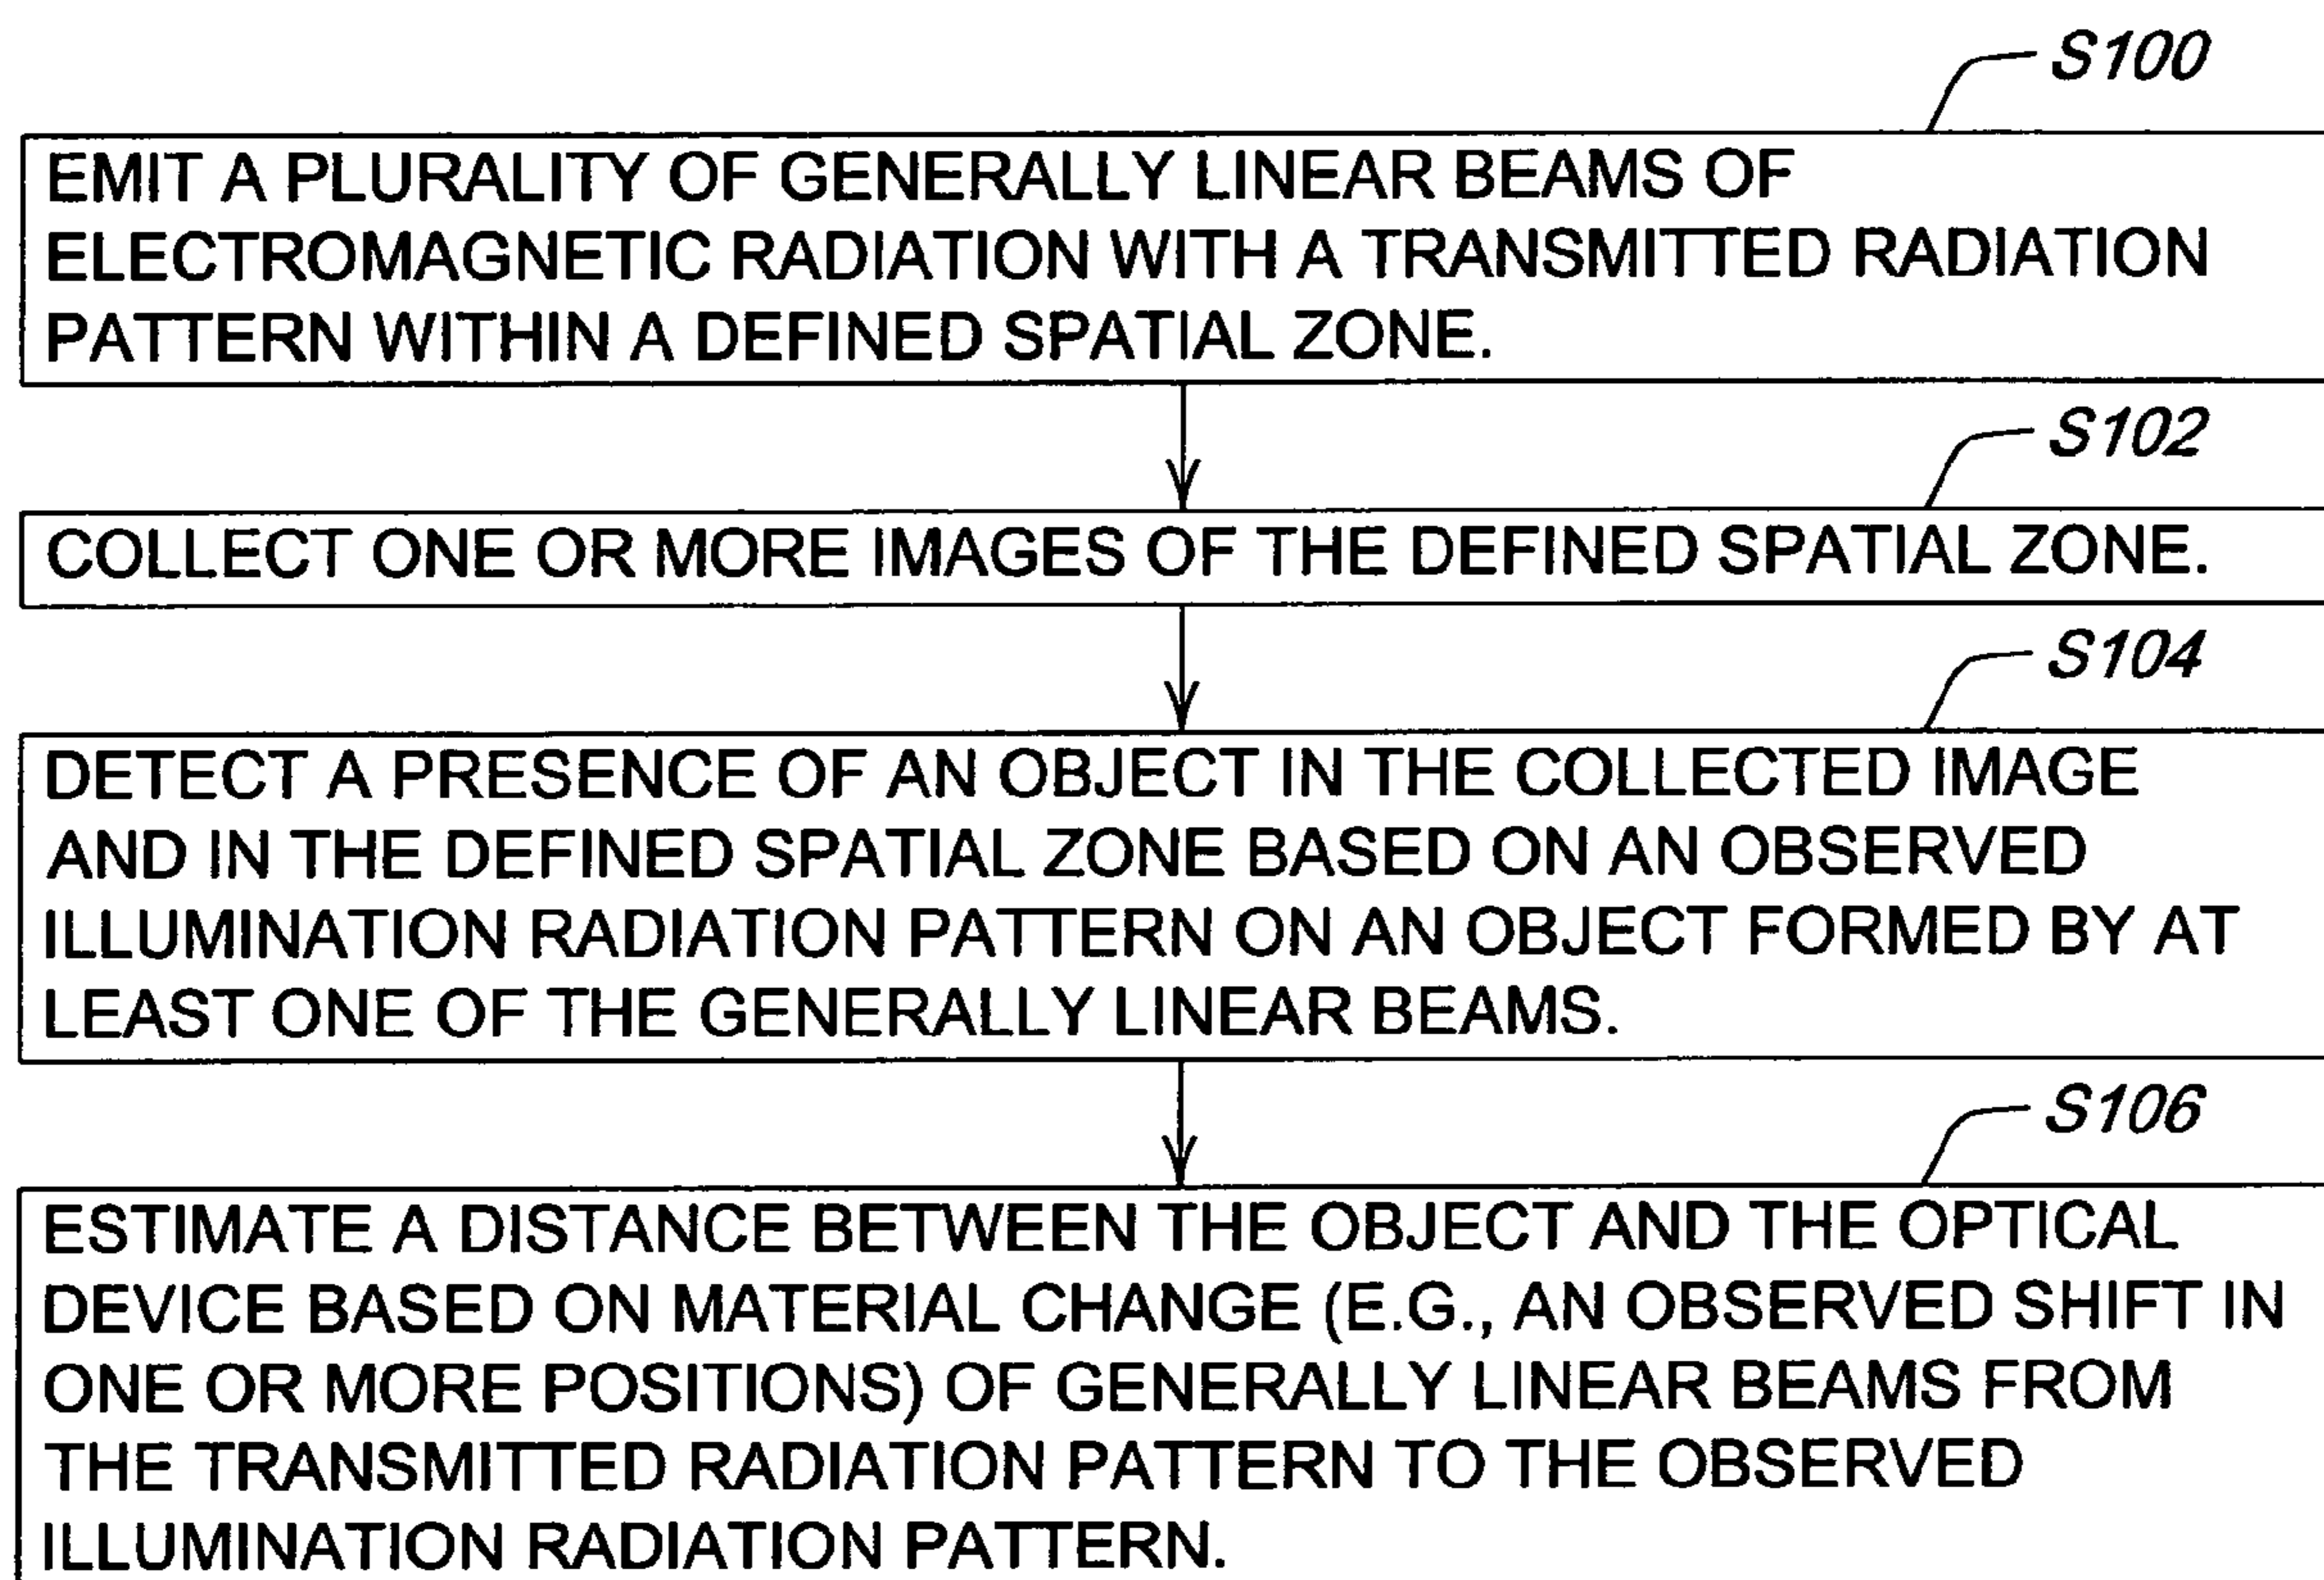 S100
EMIT A PLURALITY OF GENERALLY LINEAR BEAMS OF
ELECTROMAGNETIC RADIATION WITH A TRANSMITTED RADIATION
PATTERN WITHIN A DEFINED SPATIAL ZONE.
S102
COLLECT ONE OR MORE IMAGES OF THE DEFINED SPATIAL ZONE.
S104
DETECT A PRESENCE OF AN OBJECT IN THE COLLECTED IMAGE
AND IN THE DEFINED SPATIAL ZONE BASED ON AN OBSERVED
ILLUMINATION RADIATION PATTERN ON AN OBJECT FORMED BY AT
LEAST ONE OF THE GENERALLY LINEAR BEAMS.
S106
ESTIMATE A DISTANCE BETWEEN THE OBJECT AND THE OPTICAL
DEVICE BASED ON MATERIAL CHANGE (E.G., AN OBSERVED SHIFT IN
ONE OR MORE POSITIONS) OF GENERALLY LINEAR BEAMS FROM
THE TRANSMITTED RADIATION PATTERN TO THE OBSERVED
ILLUMINATION RADIATION PATTERN.